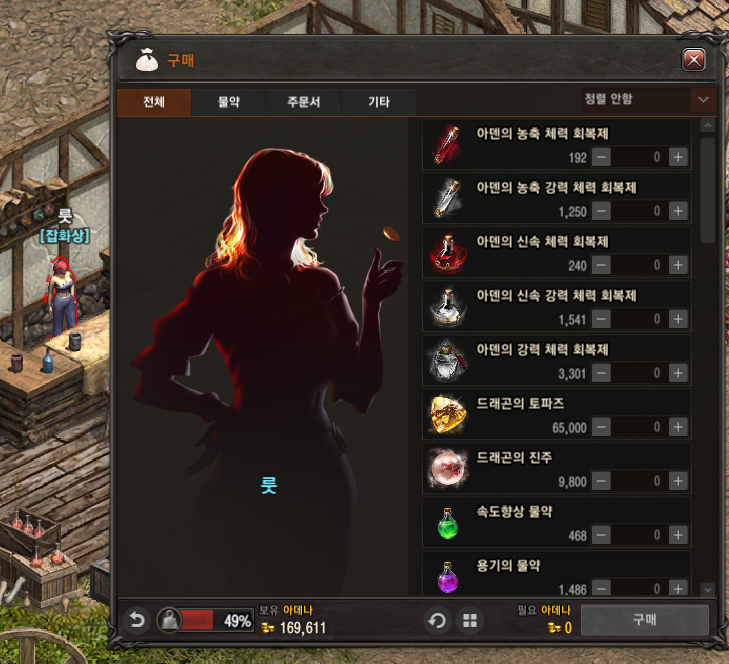 구매
전체
물약
주문서
기타
정렬 안함
룻
[잡화상]
아덴의 농축 체력 회복제
192
0
아덴의 농축 강력 체력 회복제
1,250
0
아덴의 신속 체력 회복제
240
0
아덴의 신속 강력 체력 회복제
1,541
0
아덴의 강력 체력 회복제
3,301
0
드래곤의 토파즈
65,000
0
드래곤의 진주
9,800
0
속도향상 물약
468
0
용기의 물약
1,486
0
룻
49%
보유 아데나
169,611
필요 아데나
0
구매